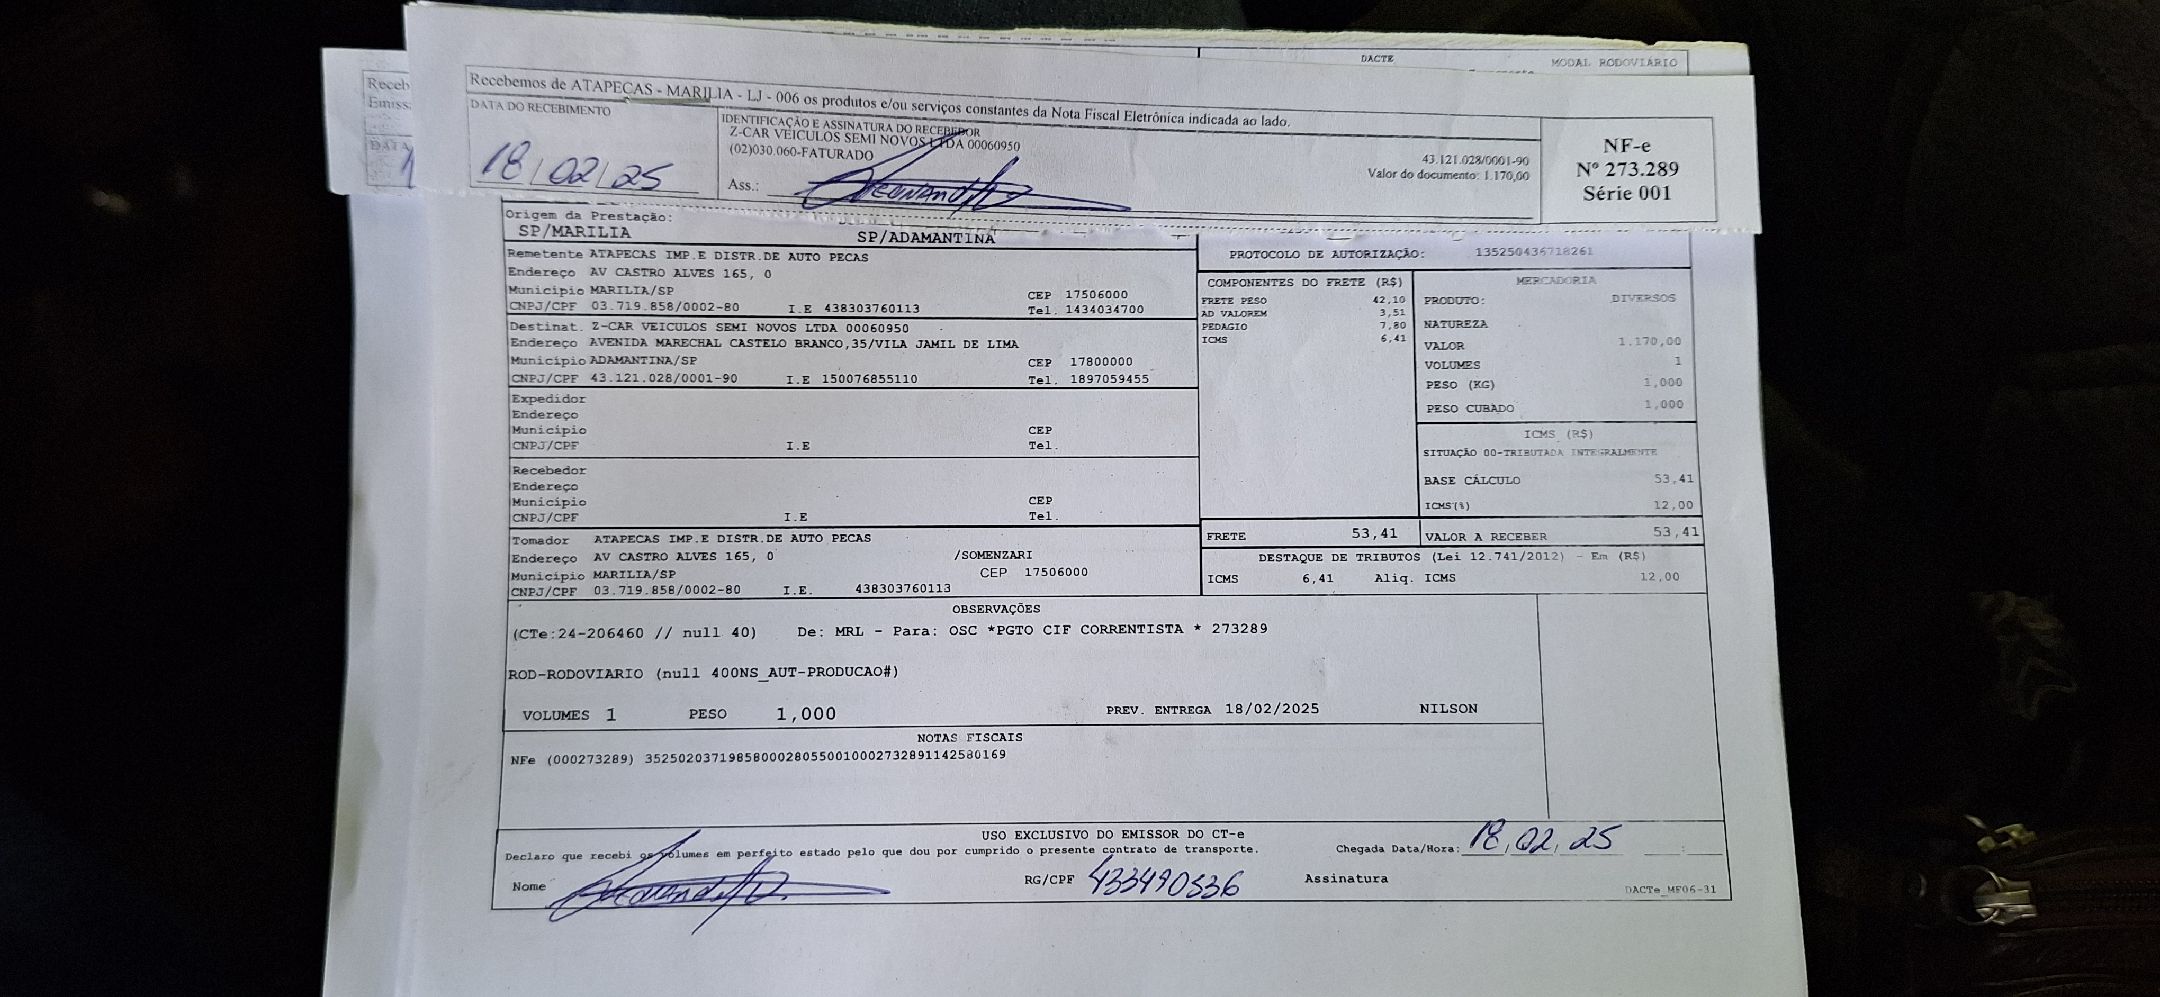 DACTE
MODAL RODOVIÁRIO
Receb
Emiss
DATA
Recebemos de ATAPECAS - MARILIA - LJ - 006 os produtos e/ou serviços constantes da Nota Fiscal Eletrônica indicada ao lado.
DATA DO RECEBIMENTO
18/02/25
IDENTIFICAÇÃO E ASSINATURA DO RECEBEDOR
Z-CAR VEICULOS SEMI NOVOS LTDA 00060950
(02)030.060-FATURADO
43.121.028/0001-90
Valor do documento: 1.170,00
Ass.:
NF-e
Nº 273.289
Série 001
Origem da Prestação:
SP/MARILIA SP/ADAMANTINA
Remetente ATAPECAS IMP.E DISTR.DE AUTO PECAS
Endereço AV CASTRO ALVES 165, 0
Município MARILIA/SP CEP 17506000
CNPJ/CPF 03.719.858/0002-80 I.E 438303760113 Tel. 1434034700
Destinat. Z-CAR VEICULOS SEMI NOVOS LTDA 00060950
Endereço AVENIDA MARECHAL CASTELO BRANCO,35/VILA JAMIL DE LIMA
Município ADAMANTINA/SP CEP 17800000
CNPJ/CPF 43.121.028/0001-90 I.E 150076855110 Tel. 1897059455
Expedidor
Endereço
Município CEP
CNPJ/CPF I.E Tel.
Recebedor
Endereço
Município CEP
CNPJ/CPF I.E Tel.
Tomador ATAPECAS IMP.E DISTR.DE AUTO PECAS
Endereço AV CASTRO ALVES 165, 0 /SOMENZARI
Município MARILIA/SP CEP 17506000
CNPJ/CPF 03.719.858/0002-80 I.E. 438303760113
PROTOCOLO DE AUTORIZAÇÃO: 135250436718261
COMPONENTES DO FRETE (R$)
FRETE PESO 42,10
AD VALOREM 3,51
PEDAGIO 7,80
ICMS 6,41
MERCADORIA
PRODUTO: DIVERSOS
NATUREZA
VALOR 1.170,00
VOLUMES 1
PESO (KG) 1,000
PESO CUBADO 1,000
ICMS (R$)
SITUAÇÃO 00-TRIBUTADA INTEGRALMENTE
BASE CÁLCULO 53,41
ICMS(%) 12,00
FRETE 53,41 VALOR A RECEBER 53,41
DESTAQUE DE TRIBUTOS (Lei 12.741/2012) - Em (R$)
ICMS 6,41 Aliq. ICMS 12,00
OBSERVAÇÕES
(CTe:24-206460 // null 40) De: MRL - Para: OSC *PGTO CIF CORRENTISTA * 273289
ROD-RODOVIARIO (null 400NS_AUT-PRODUCAO#)
VOLUMES 1 PESO 1,000 PREV. ENTREGA 18/02/2025 NILSON
NOTAS FISCAIS
NFe (000273289) 35250203719858000280550010002732891142580169
USO EXCLUSIVO DO EMISSOR DO CT-e
Declaro que recebi os volumes em perfeito estado pelo que dou por cumprido o presente contrato de transporte. Chegada Data/Hora: 18,02,25 :
Nome RG/CPF 433490536 Assinatura
DACTe_MF06-31